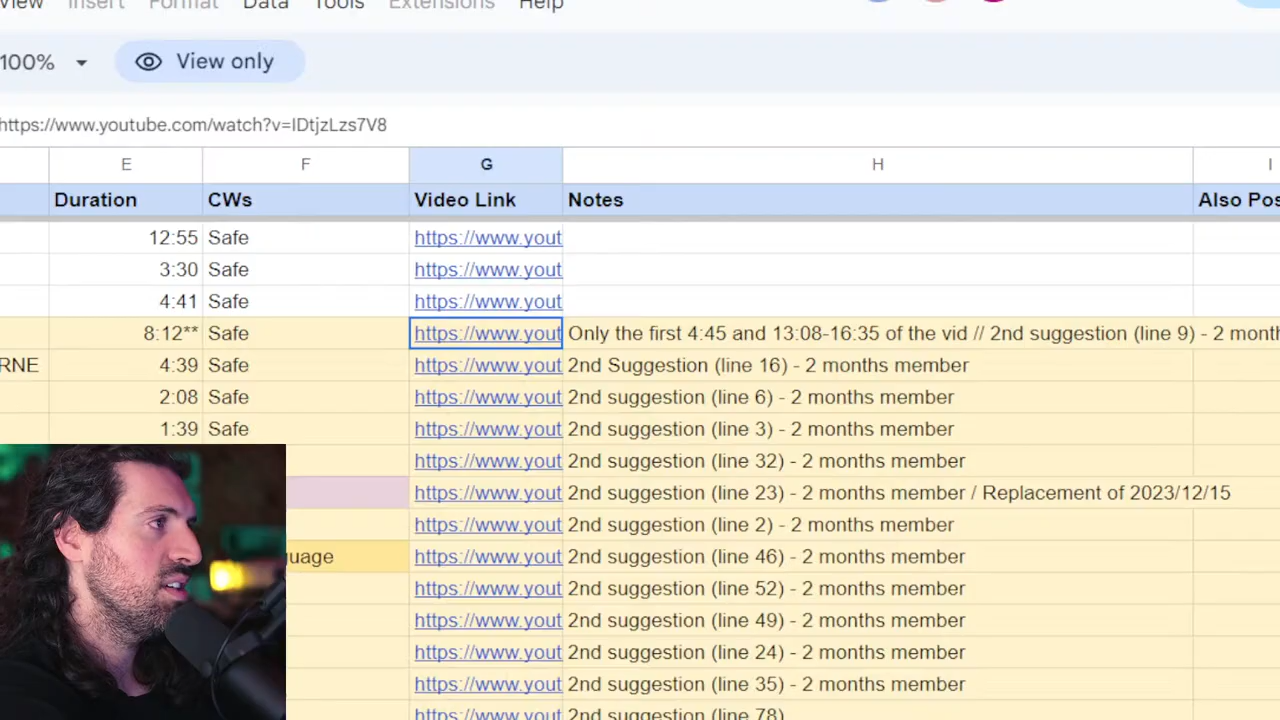 View Insert Format Data Tools Extensions Help
100% View only
https://www.youtube.com/watch?v=IDtjzLzs7V8
E F G H I
Duration CWs Video Link Notes Also Pos
12:55 Safe https://www.yout
3:30 Safe https://www.yout
4:41 Safe https://www.yout
8:12** Safe https://www.yout Only the first 4:45 and 13:08-16:35 of the vid // 2nd suggestion (line 9) - 2 month
RNE 4:39 Safe https://www.yout 2nd Suggestion (line 16) - 2 months member
2:08 Safe https://www.yout 2nd suggestion (line 6) - 2 months member
1:39 Safe https://www.yout 2nd suggestion (line 3) - 2 months member
https://www.yout 2nd suggestion (line 32) - 2 months member
https://www.yout 2nd suggestion (line 23) - 2 months member / Replacement of 2023/12/15
https://www.yout 2nd suggestion (line 2) - 2 months member
guage https://www.yout 2nd suggestion (line 46) - 2 months member
https://www.yout 2nd suggestion (line 52) - 2 months member
https://www.yout 2nd suggestion (line 49) - 2 months member
https://www.yout 2nd suggestion (line 24) - 2 months member
https://www.yout 2nd suggestion (line 35) - 2 months member
https://www.yout 2nd suggestion (line 78)